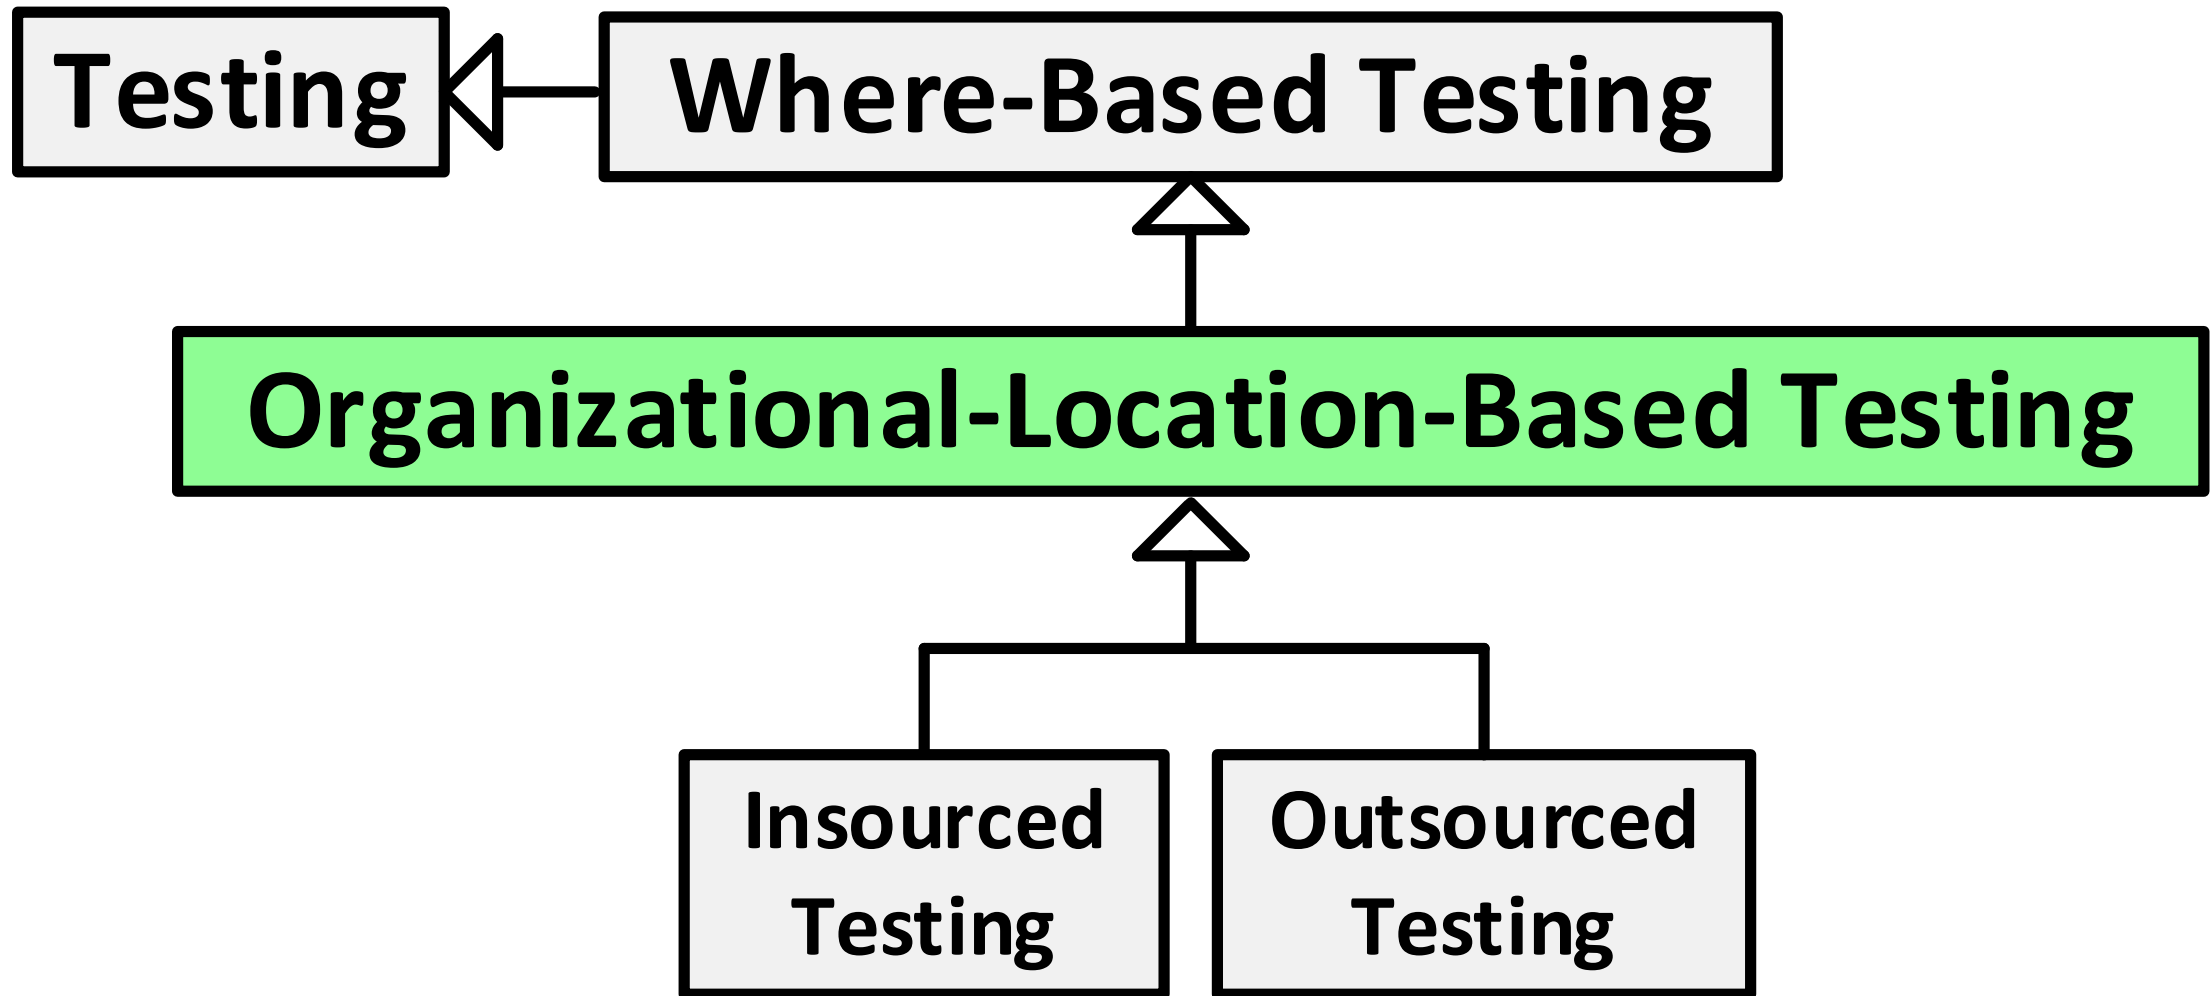 Testing
Where-Based Testing
Organizational-Location-Based Testing
Insourced
Testing
Outsourced
Testing